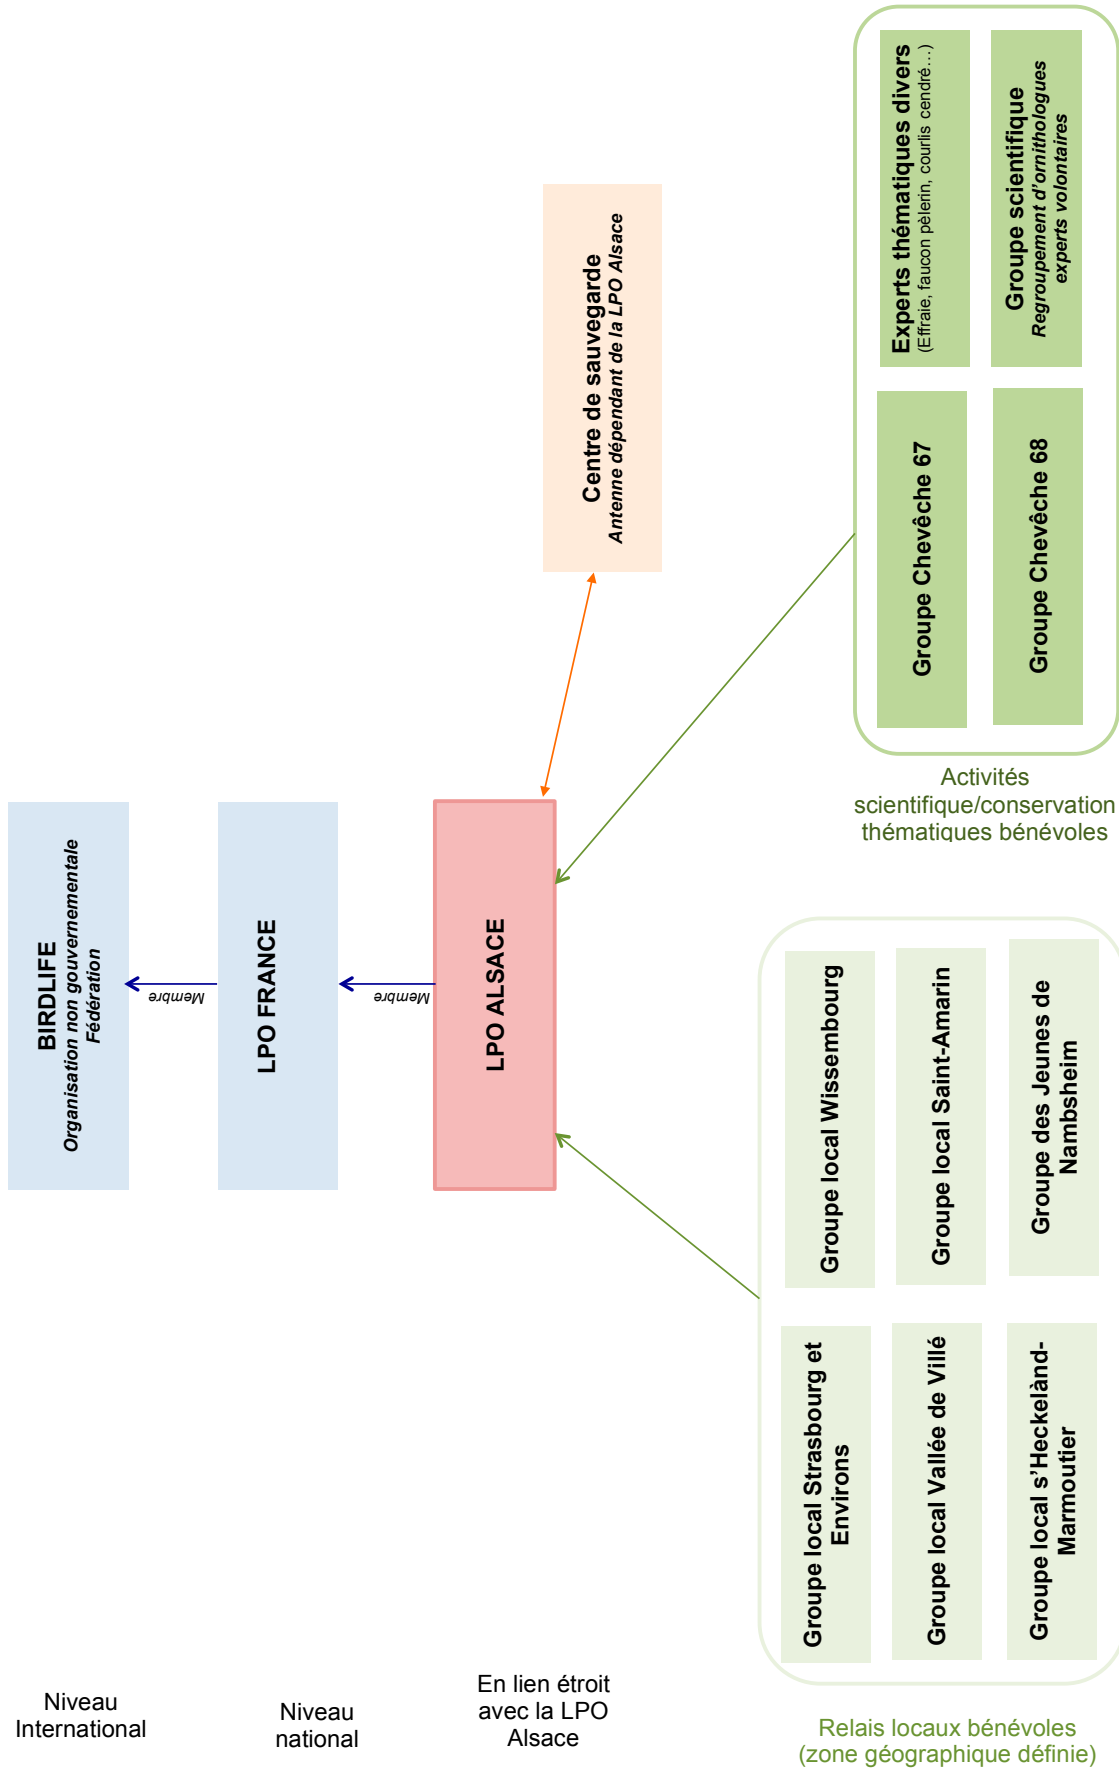 Niveau
International
BIRDLIFE
Organisation non gouvernementale
Fédération
Membre
Niveau
national
LPO FRANCE
Membre
En lien étroit
avec la LPO
Alsace
LPO ALSACE
Centre de sauvegarde
Antenne dépendant de la LPO Alsace
Relais locaux bénévoles
(zone géographique définie)
Groupe local Strasbourg et
Environs
Groupe local Wissembourg
Groupe local Vallée de Villé
Groupe local Saint-Amarin
Groupe local s’Heckelànd-
Marmoutier
Groupe des Jeunes de
Nambsheim
Activités
scientifique/conservation
thématiques bénévoles
Groupe Chevêche 67
Experts thématiques divers
(Effraie, faucon pèlerin, courlis cendré…)
Groupe Chevêche 68
Groupe scientifique
Regroupement d’ornithologues
experts volontaires